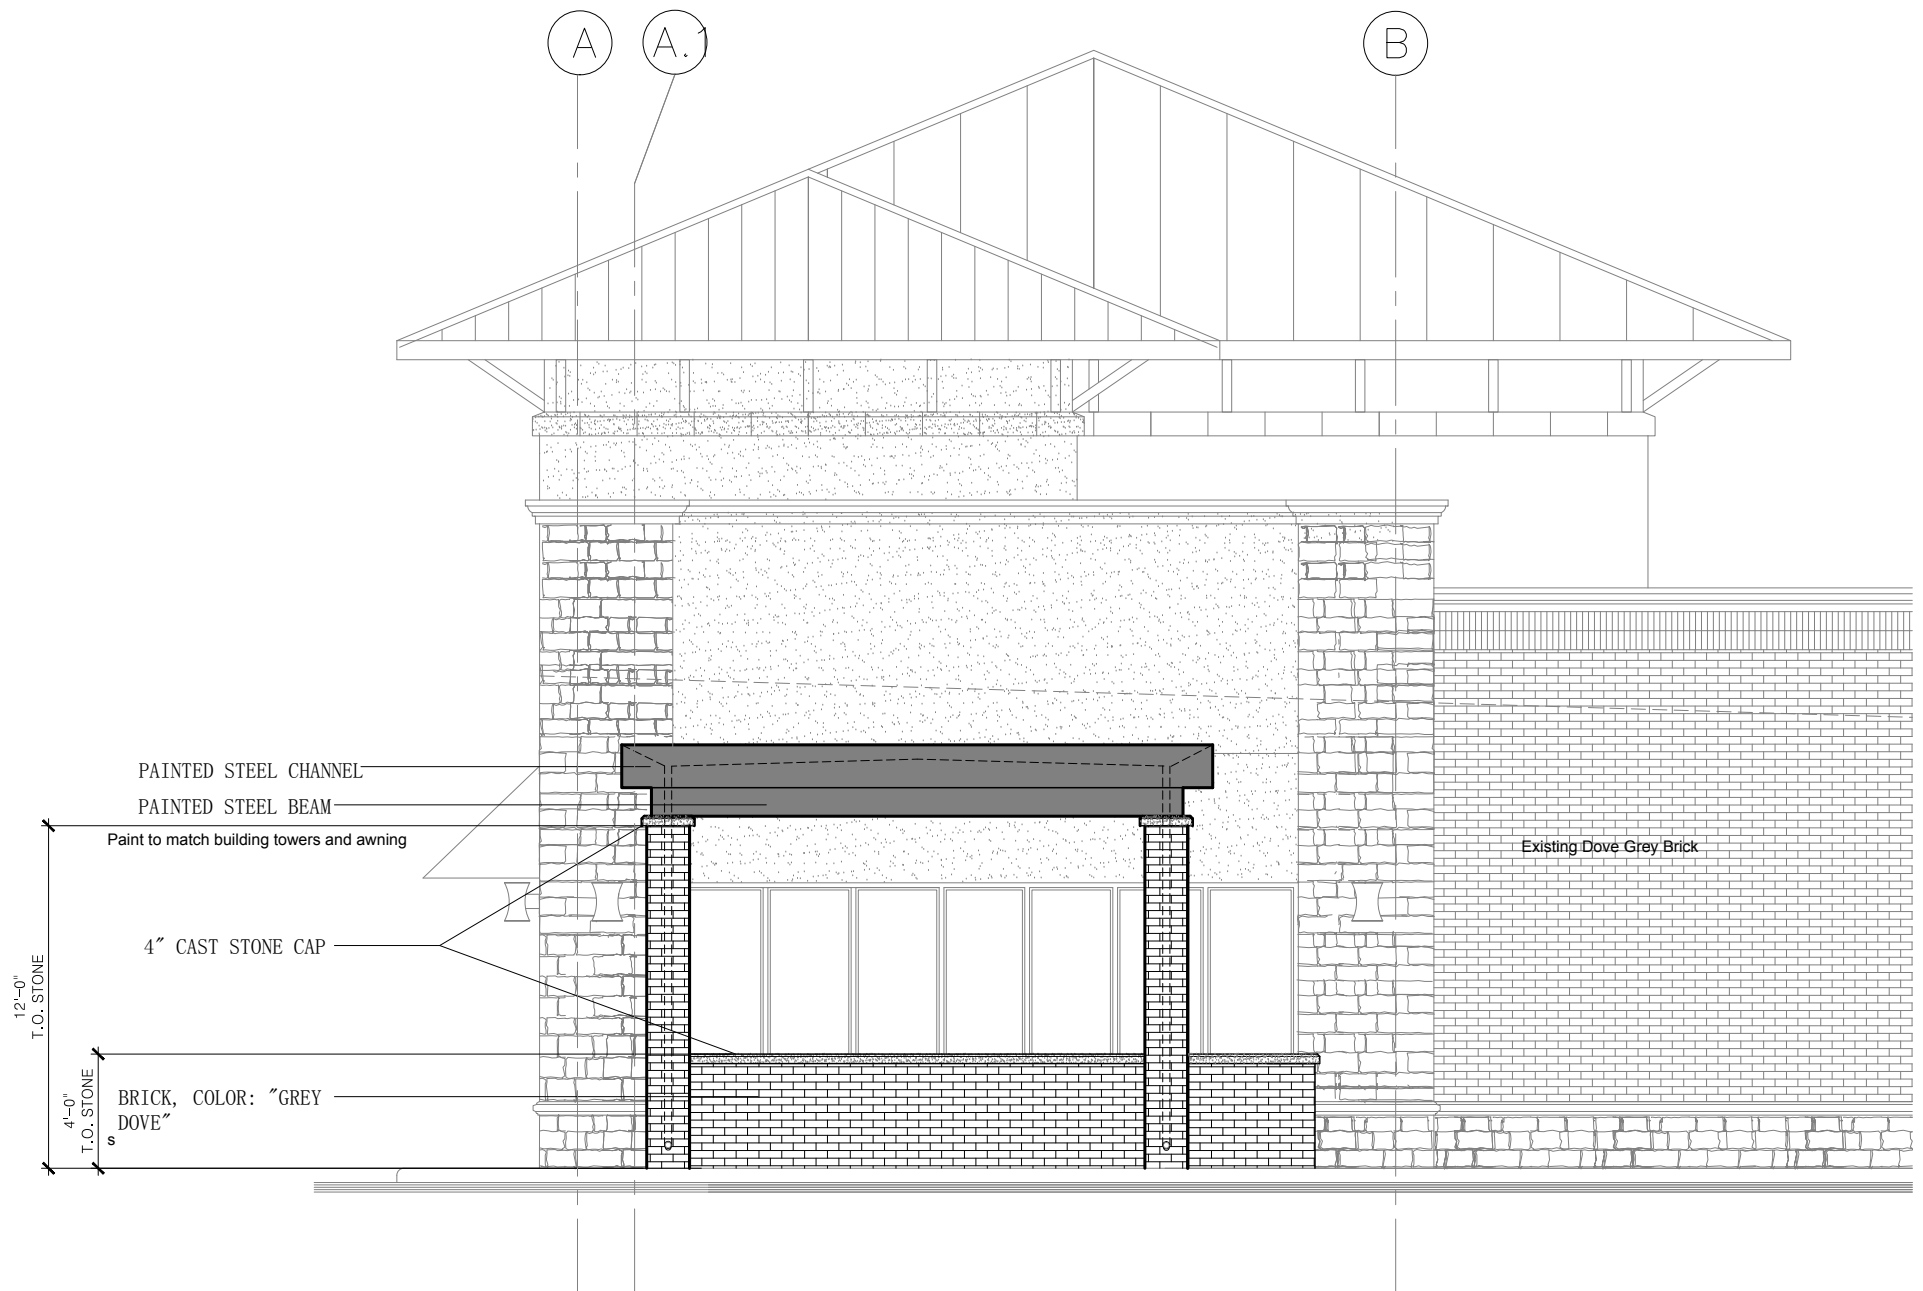 A
A.1
B
PAINTED STEEL CHANNEL
PAINTED STEEL BEAM
Paint to match building towers and awning
Existing Dove Grey Brick
4" CAST STONE CAP
12'-0"
T.O. STONE
4'-0"
T.O. STONE
BRICK, COLOR: "GREY
DOVE"
s